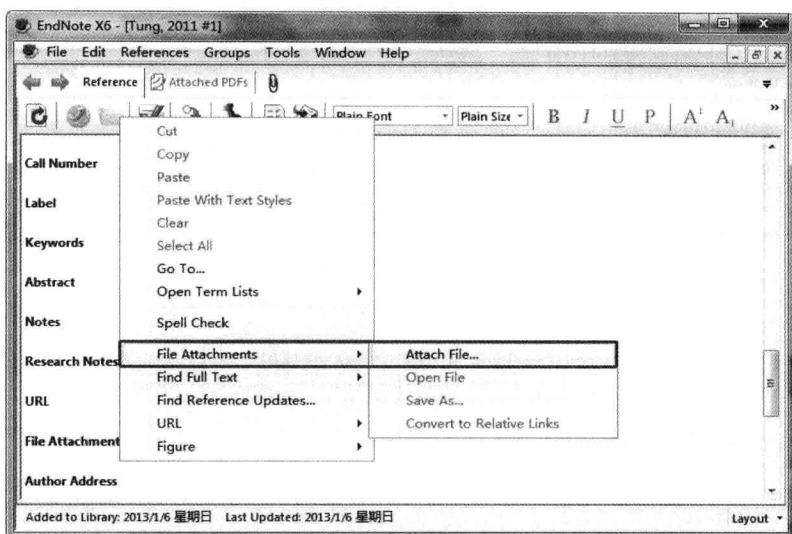 EndNote X6 - [Tung, 2011 #1]
File Edit References Groups Tools Window Help
Reference Attached PDFs
Plain Font Plain Size B I U P A¹ A₁ »
Cut
Copy
Paste
Paste With Text Styles
Clear
Select All
Go To...
Open Term Lists
Spell Check
File Attachments
Find Full Text
Find Reference Updates...
URL
Figure
Attach File...
Open File
Save As...
Convert to Relative Links
Call Number
Label
Keywords
Abstract
Notes
Research Notes
URL
File Attachment
Author Address
Added to Library: 2013/1/6 星期日 Last Updated: 2013/1/6 星期日 Layout